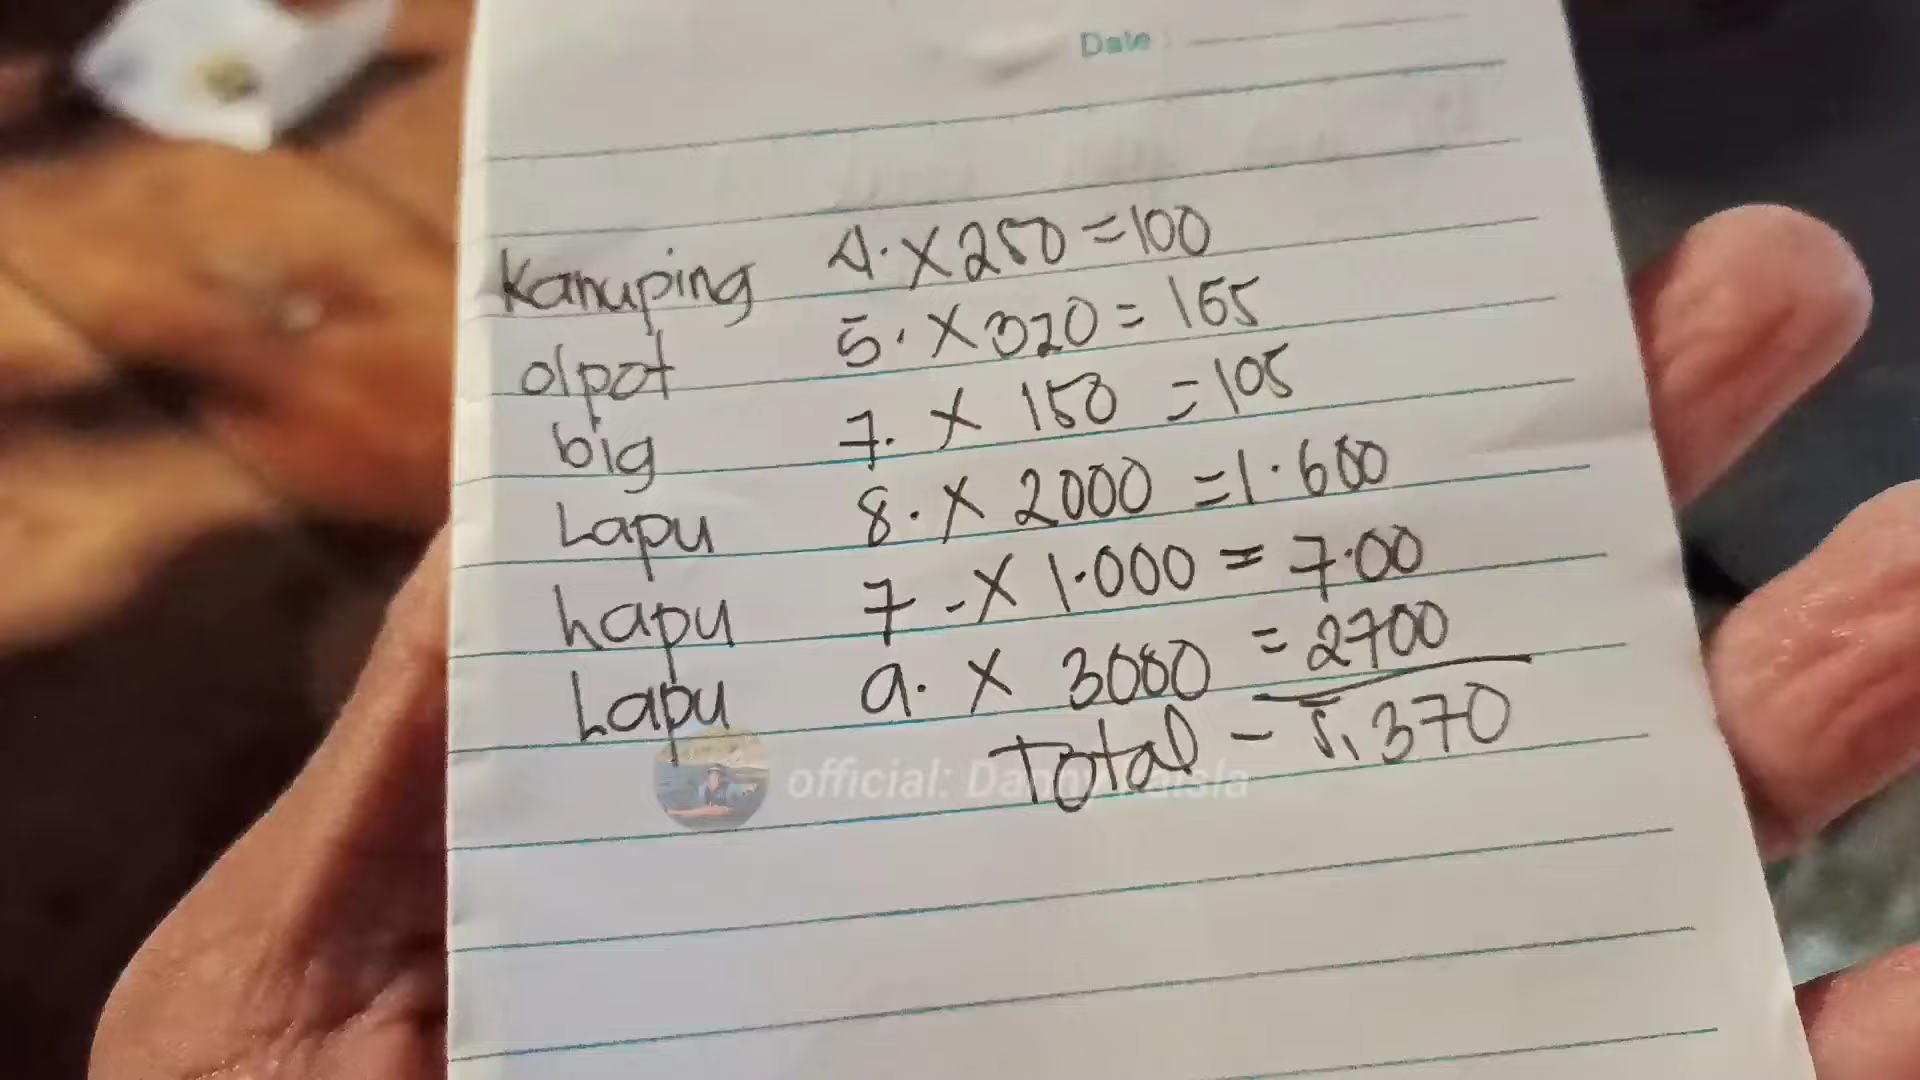 Date :
Kanuping 4. X 250 = 100
olpot 5. X 320 = 165
big 7. X 150 = 105
Lapu 8. X 2000 = 1.600
hapu 7 - X 1.000 = 7.00
Lapu 9. X 3000 = 2700
Total - 5,370
official: Danny